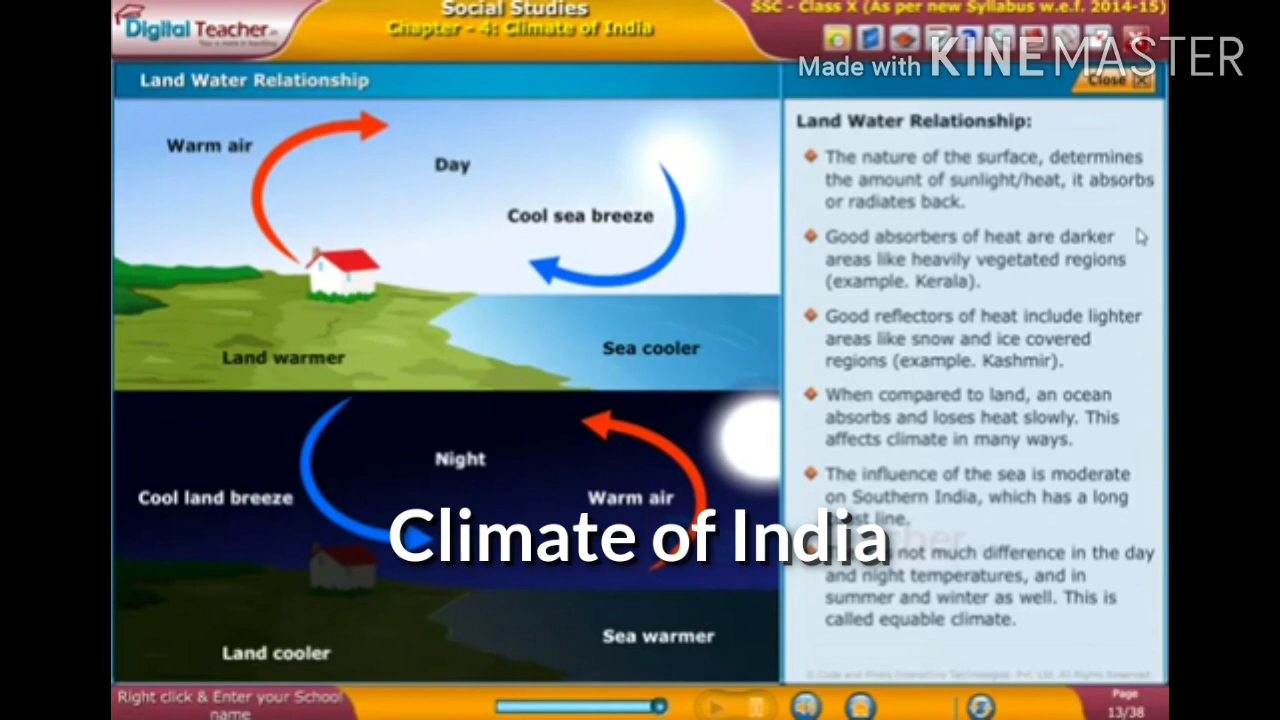 Digital Teacher
Social Studies
Chapter - 4: Climate of India
SSC - Class X (As per new Syllabus w.e.f. 2014-15)
Made with KINEMASTER
Close
Land Water Relationship
Warm air
Day
Cool sea breeze
Land warmer
Sea cooler
Night
Cool land breeze
Warm air
Land cooler
Sea warmer
Climate of India
Land Water Relationship:
The nature of the surface, determines
the amount of sunlight/heat, it absorbs
or radiates back.
Good absorbers of heat are darker
areas like heavily vegetated regions
(example. Kerala).
Good reflectors of heat include lighter
areas like snow and ice covered
regions (example. Kashmir).
When compared to land, an ocean
absorbs and loses heat slowly. This
affects climate in many ways.
The influence of the sea is moderate
on Southern India, which has a long
line.
not much difference in the day
and night temperatures, and in
summer and winter as well. This is
called equable climate.
Right click & Enter your School
name
Page
13/38